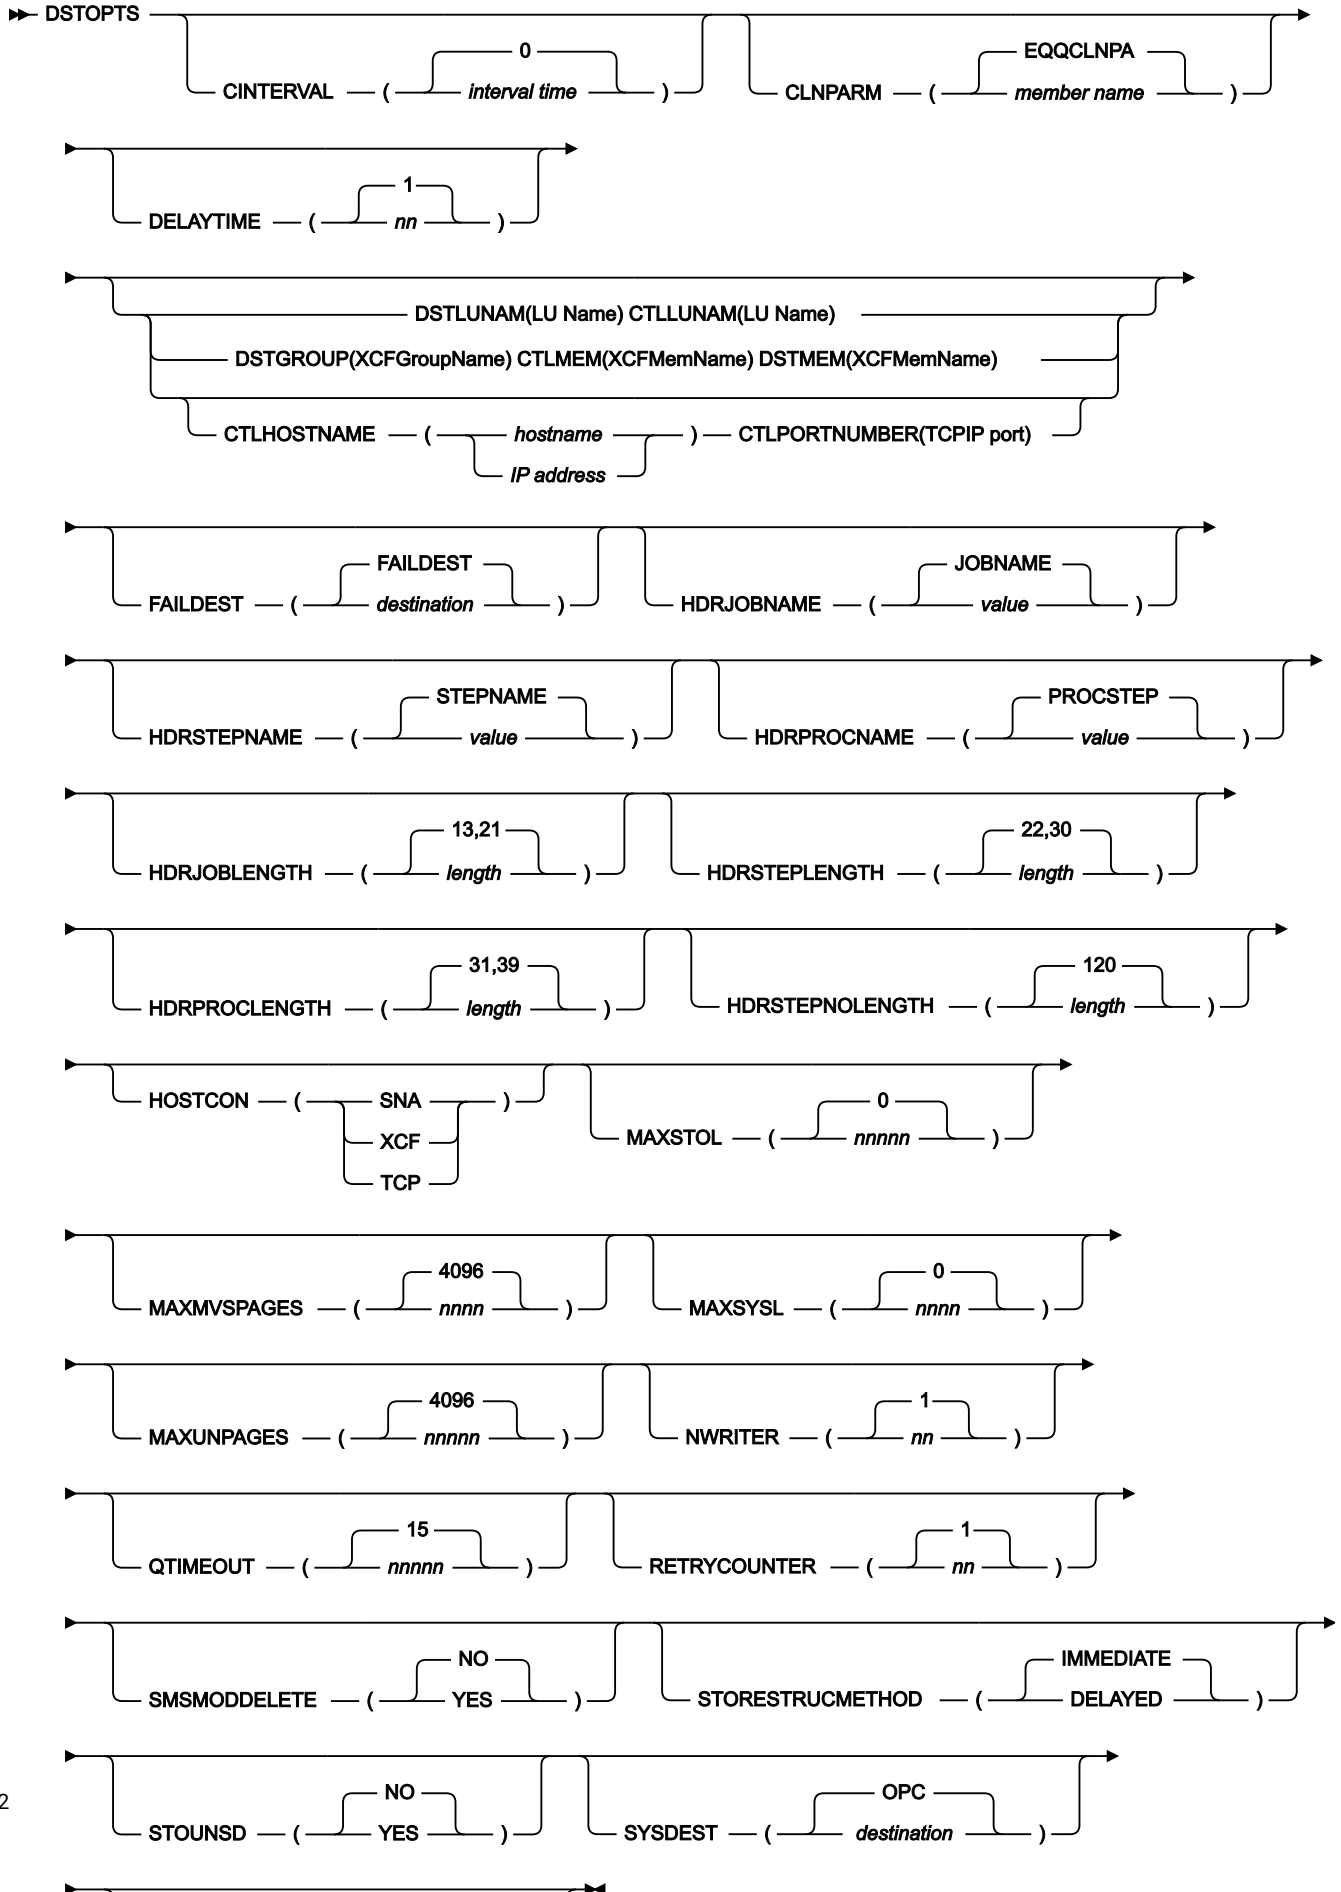 DSTOPTS
0
EQQCLNPA
CINTERVAL ( interval time )
CLNPARM ( member name )
1
DELAYTIME ( nn )
DSTLUNAM(LU Name) CTLLUNAM(LU Name)
DSTGROUP(XCFGroupName) CTLMEM(XCFMemName) DSTMEM(XCFMemName)
CTLHOSTNAME ( hostname ) CTLPORTNUMBER(TCPIP port)
IP address
FAILDEST
JOBNAME
FAILDEST ( destination )
HDRJOBNAME ( value )
STEPNAME
PROCSTEP
HDRSTEPNAME ( value )
HDRPROCNAME ( value )
13,21
22,30
HDRJOBLENGTH ( length )
HDRSTEPLENGTH ( length )
31,39
120
HDRPROCLENGTH ( length )
HDRSTEPNOLENGTH ( length )
HOSTCON ( SNA )
XCF
TCP
0
MAXSTOL ( nnnnn )
4096
0
MAXMVSPAGES ( nnnn )
MAXSYSL ( nnnn )
4096
1
MAXUNPAGES ( nnnnn )
NWRITER ( nn )
15
1
QTIMEOUT ( nnnnn )
RETRYCOUNTER ( nn )
NO
IMMEDIATE
SMSMODDELETE ( YES )
STORESTRUCMETHOD ( DELAYED )
NO
OPC
2
STOUNSD ( YES )
SYSDEST ( destination )